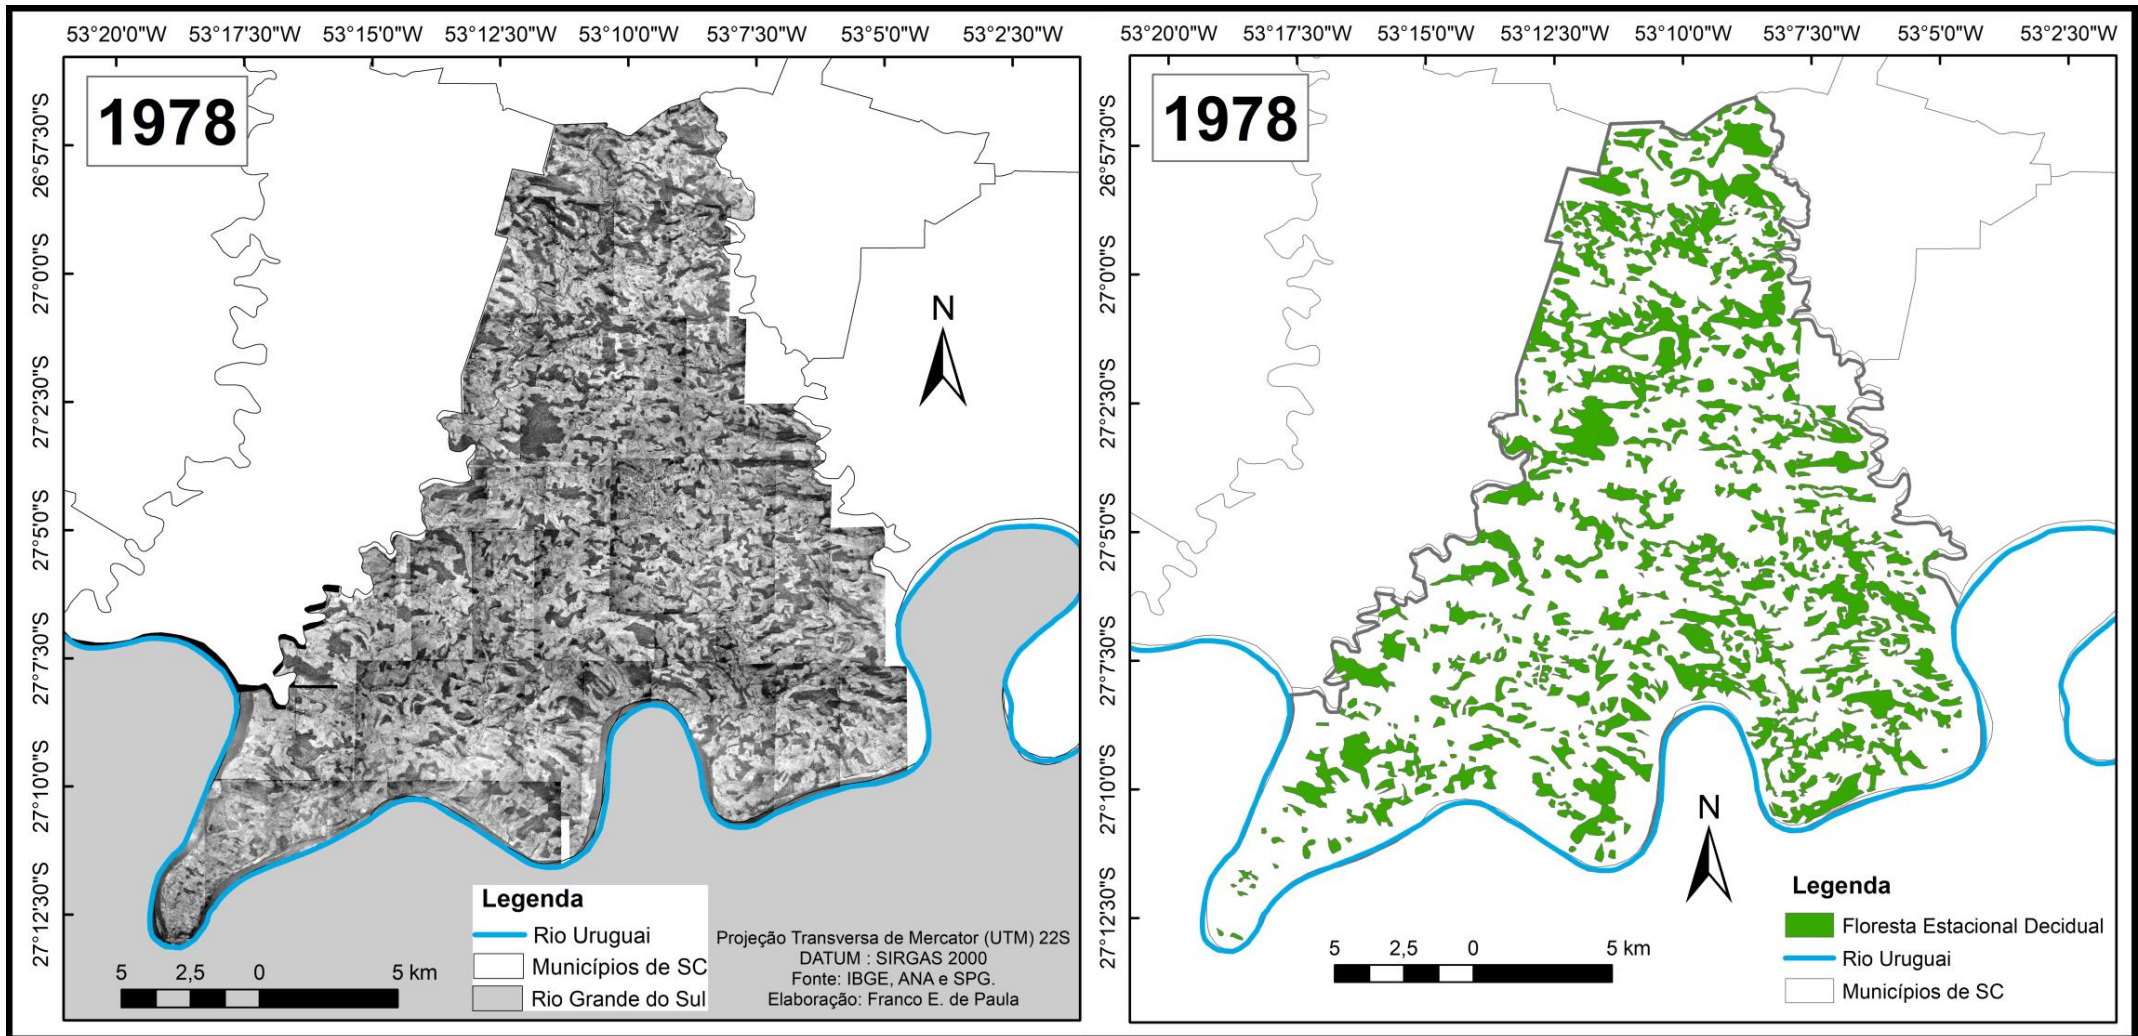 53°20'0"W 53°17'30"W 53°15'0"W 53°12'30"W 53°10'0"W 53°7'30"W 53°5'0"W 53°2'30"W
1978
26°57'30"S
27°0'0"S
27°2'30"S
27°5'0"S
27°7'30"S
27°10'0"S
27°12'30"S
N
Legenda
Rio Uruguai
Municípios de SC
Rio Grande do Sul
Projeção Transversa de Mercator (UTM) 22S
DATUM : SIRGAS 2000
Fonte: IBGE, ANA e SPG.
Elaboração: Franco E. de Paula
5 2,5 0 5 km
53°20'0"W 53°17'30"W 53°15'0"W 53°12'30"W 53°10'0"W 53°7'30"W 53°5'0"W 53°2'30"W
1978
26°57'30"S
27°0'0"S
27°2'30"S
27°5'0"S
27°7'30"S
27°10'0"S
27°12'30"S
N
Legenda
Floresta Estacional Decidual
Rio Uruguai
Municípios de SC
5 2,5 0 5 km